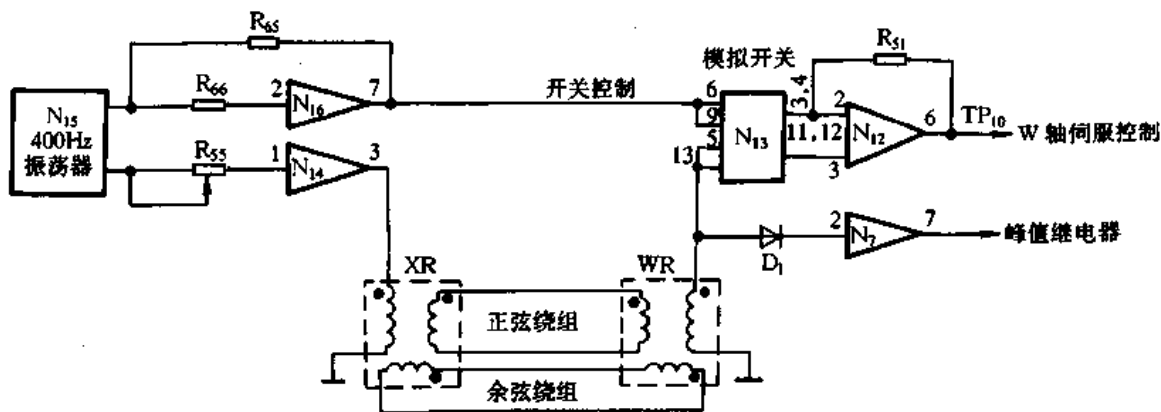 R65
R66
2
N16
7
开关控制
模拟开关
6
9
5
13
N13
3,4
11,12
R51
2
N12
6
3
TP10
W 轴伺服控制
N15
400Hz
振荡器
R55
1
N14
3
D1
2
N7
7
峰值继电器
XR
WR
正弦绕组
余弦绕组